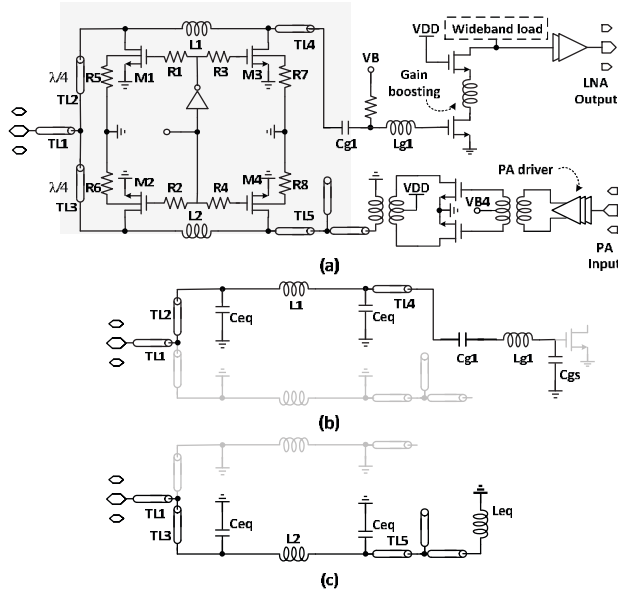 L1
TL4
VDD
Wideband load
λ/4
R5
M1
R1
R3
M3
R7
VB
Gain
boosting
LNA
Output
TL2
TL1
Cg1
Lg1
λ/4
R6
M2
R2
R4
M4
R8
TL3
L2
TL5
VDD
VB4
PA driver
PA
Input
(a)
TL2
Ceq
L1
Ceq
TL4
TL1
Cg1
Lg1
Cgs
(b)
TL1
TL3
Ceq
L2
Ceq
TL5
Leq
(c)